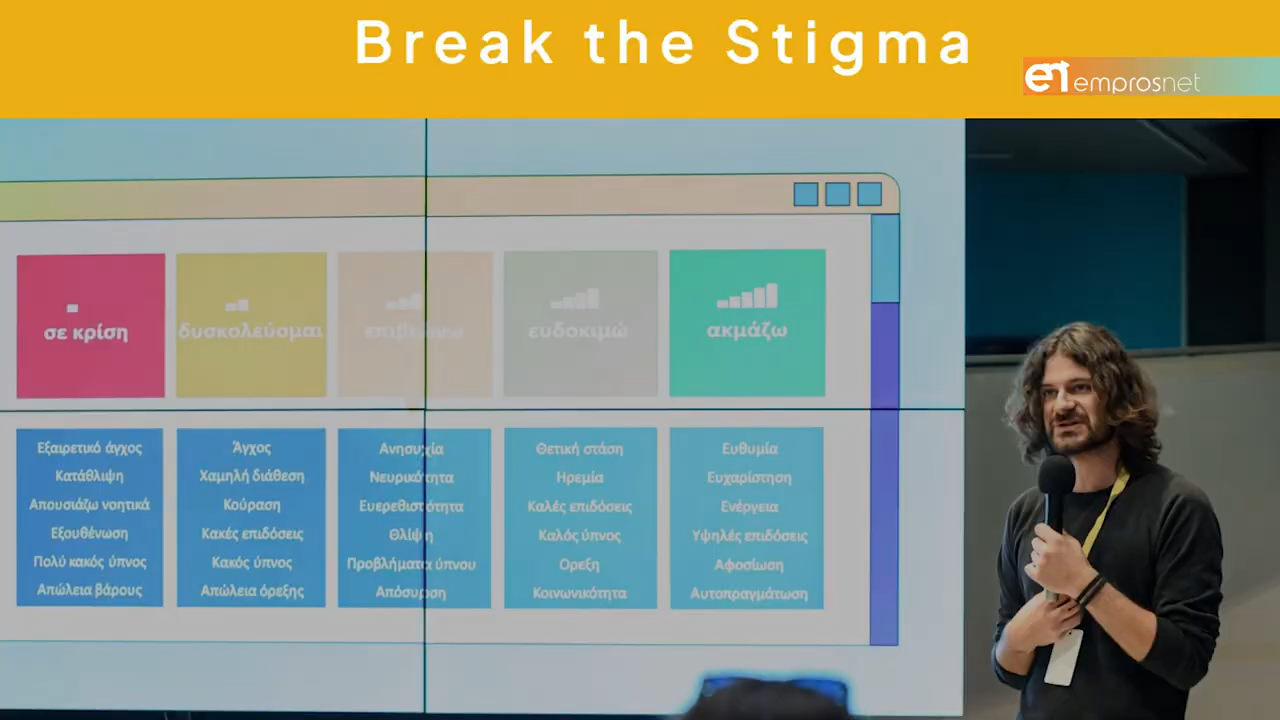 Break the Stigma
emprosnet
σε κρίση
δυσκολεύομαι
επιβιώνω
ευδοκιμώ
ακμάζω
Εξαιρετικό άγχος
Κατάθλιψη
Απουσιάζω νοητικά
Εξουθένωση
Πολύ κακός ύπνος
Απώλεια βάρους
Άγχος
Χαμηλή διάθεση
Κούραση
Κακές επιδόσεις
Κακός ύπνος
Απώλεια όρεξης
Ανησυχία
Νευρικότητα
Ευερεθιστότητα
Θλίψη
Προβλήματα ύπνου
Απόσυρση
Θετική στάση
Ηρεμία
Καλές επιδόσεις
Καλός ύπνος
Ορεξη
Κοινωνικότητα
Ευθυμία
Ευχαρίστηση
Ενέργεια
Υψηλές επιδόσεις
Αφοσίωση
Αυτοπραγμάτωση